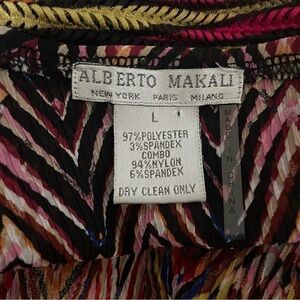 ALBERTO MAKALI
NEW YORK PARIS MILANO
L
97%POLYESTER
3%SPANDEX
COMBO
94%NYLON
6%SPANDEX
DRY CLEAN ONLY
MADE IN CHINA